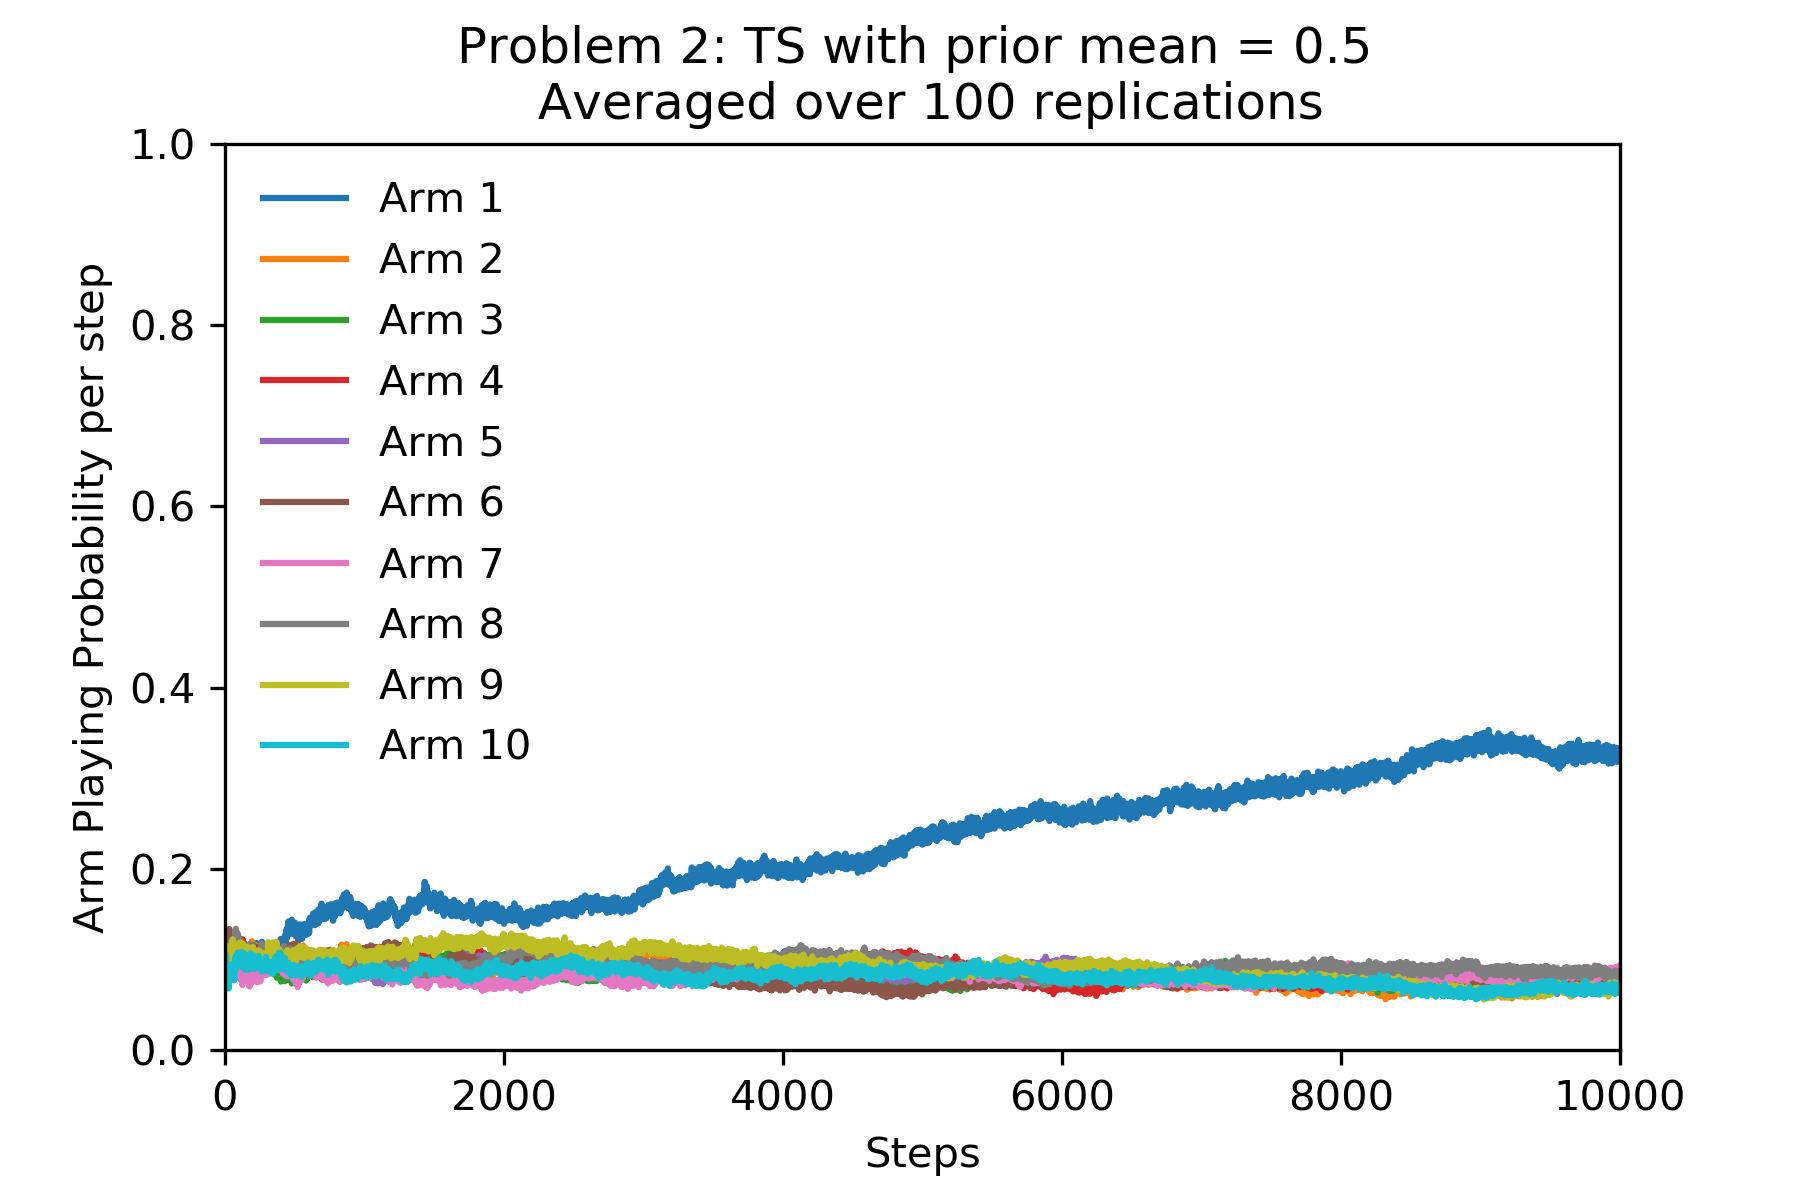 Problem 2: TS with prior mean = 0.5
Averaged over 100 replications
1.0
0.8
0.6
0.4
0.2
0.0
Arm Playing Probability per step
Arm 1
Arm 2
Arm 3
Arm 4
Arm 5
Arm 6
Arm 7
Arm 8
Arm 9
Arm 10
0 2000 4000 6000 8000 10000
Steps